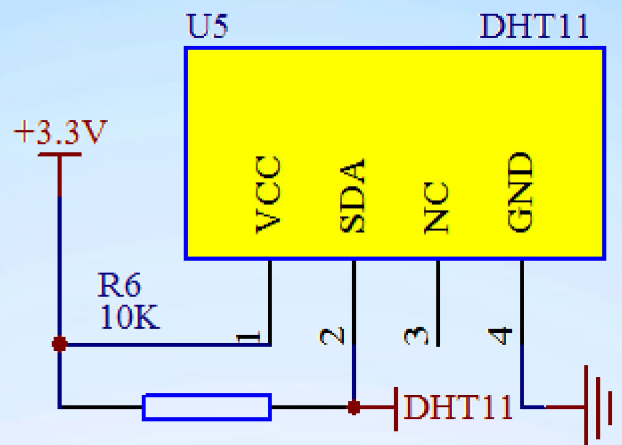 U5 DHT11
+3.3V
VCC SDA NC GND
R6
10K
1 2 3 4
DHT11